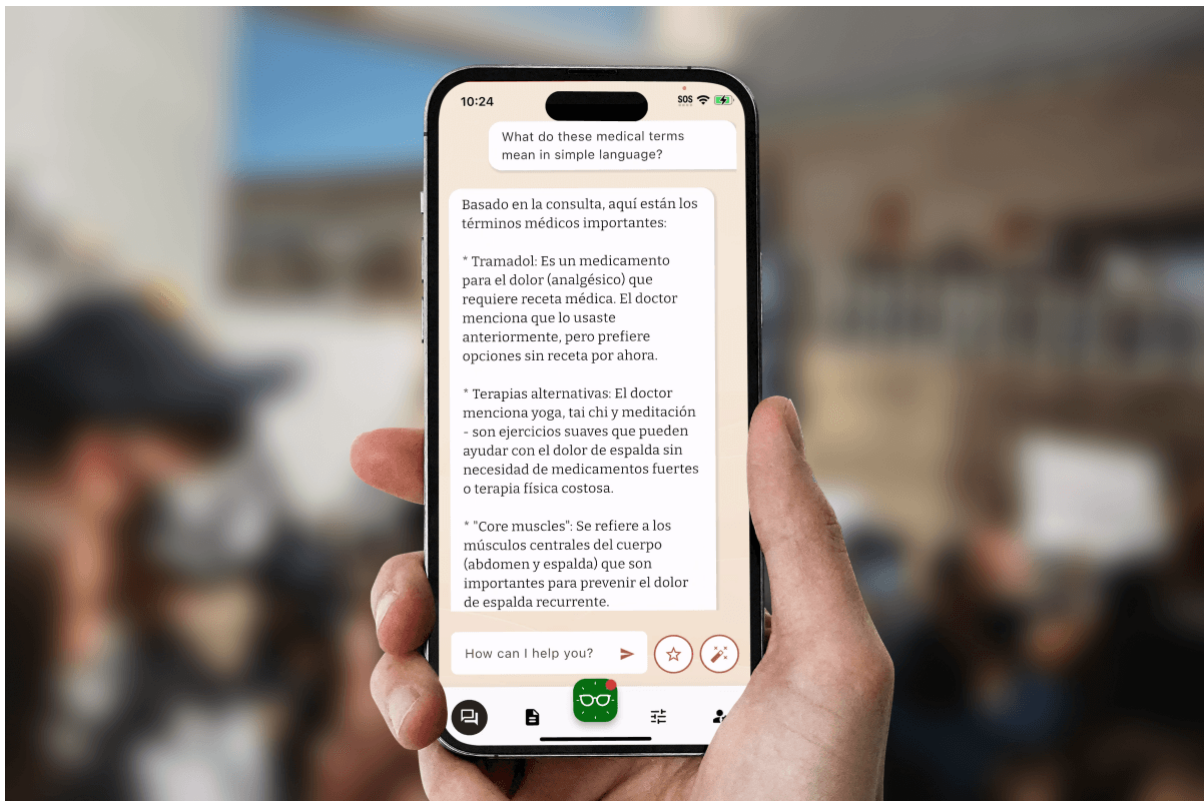 10:24
SOS
What do these medical terms
mean in simple language?
Basado en la consulta, aquí están los
términos médicos importantes:
* Tramadol: Es un medicamento
para el dolor (analgésico) que
requiere receta médica. El doctor
menciona que lo usaste
anteriormente, pero prefiere
opciones sin receta por ahora.
* Terapias alternativas: El doctor
menciona yoga, tai chi y meditación
- son ejercicios suaves que pueden
ayudar con el dolor de espalda sin
necesidad de medicamentos fuertes
o terapia física costosa.
* "Core muscles": Se refiere a los
músculos centrales del cuerpo
(abdomen y espalda) que son
importantes para prevenir el dolor
de espalda recurrente.
How can I help you?